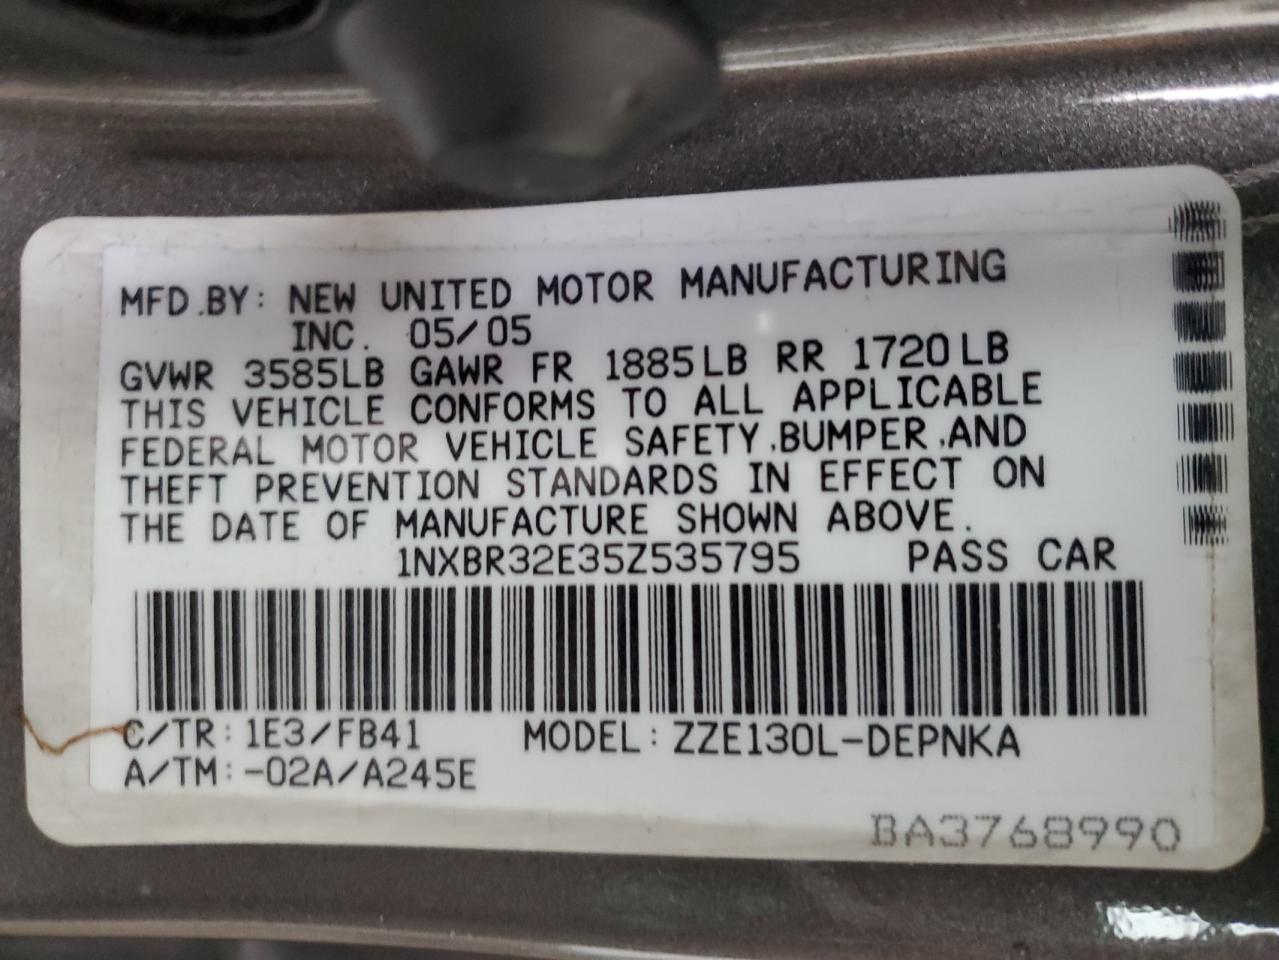 MFD.BY: NEW UNITED MOTOR MANUFACTURING
INC. 05/05
GVWR 3585LB GAWR FR 1885LB RR 1720LB
THIS VEHICLE CONFORMS TO ALL APPLICABLE
FEDERAL MOTOR VEHICLE SAFETY,BUMPER,AND
THEFT PREVENTION STANDARDS IN EFFECT ON
THE DATE OF MANUFACTURE SHOWN ABOVE.
1NXBR32E35Z535795 PASS CAR
C/TR: 1E3/FB41 MODEL: ZZE130L-DEPNKA
A/TM:-02A/A245E
BA3768990